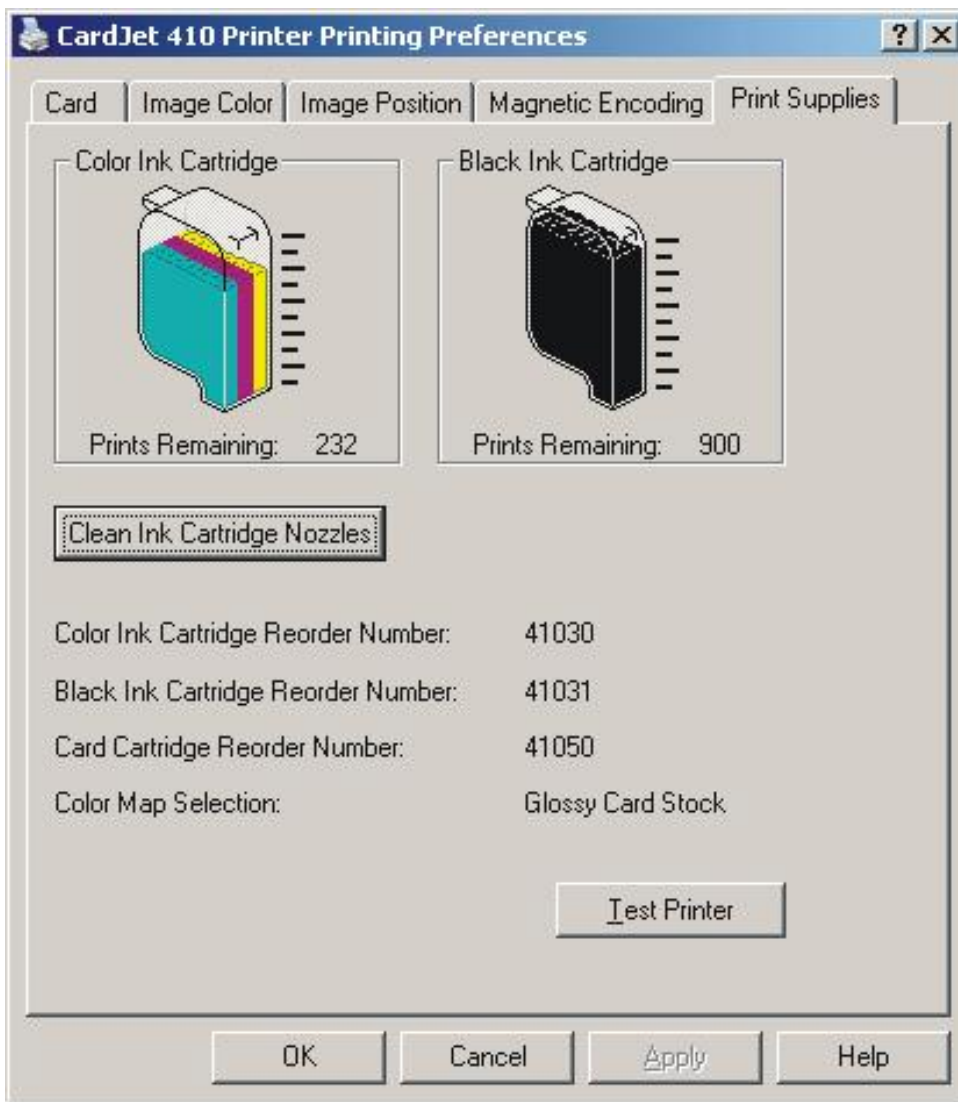 CardJet 410 Printer Printing Preferences
Card Image Color Image Position Magnetic Encoding Print Supplies
Color Ink Cartridge Black Ink Cartridge
Prints Remaining: 232 Prints Remaining: 900
Clean Ink Cartridge Nozzles
Color Ink Cartridge Reorder Number: 41030
Black Ink Cartridge Reorder Number: 41031
Card Cartridge Reorder Number: 41050
Color Map Selection: Glossy Card Stock
Test Printer
OK Cancel Apply Help